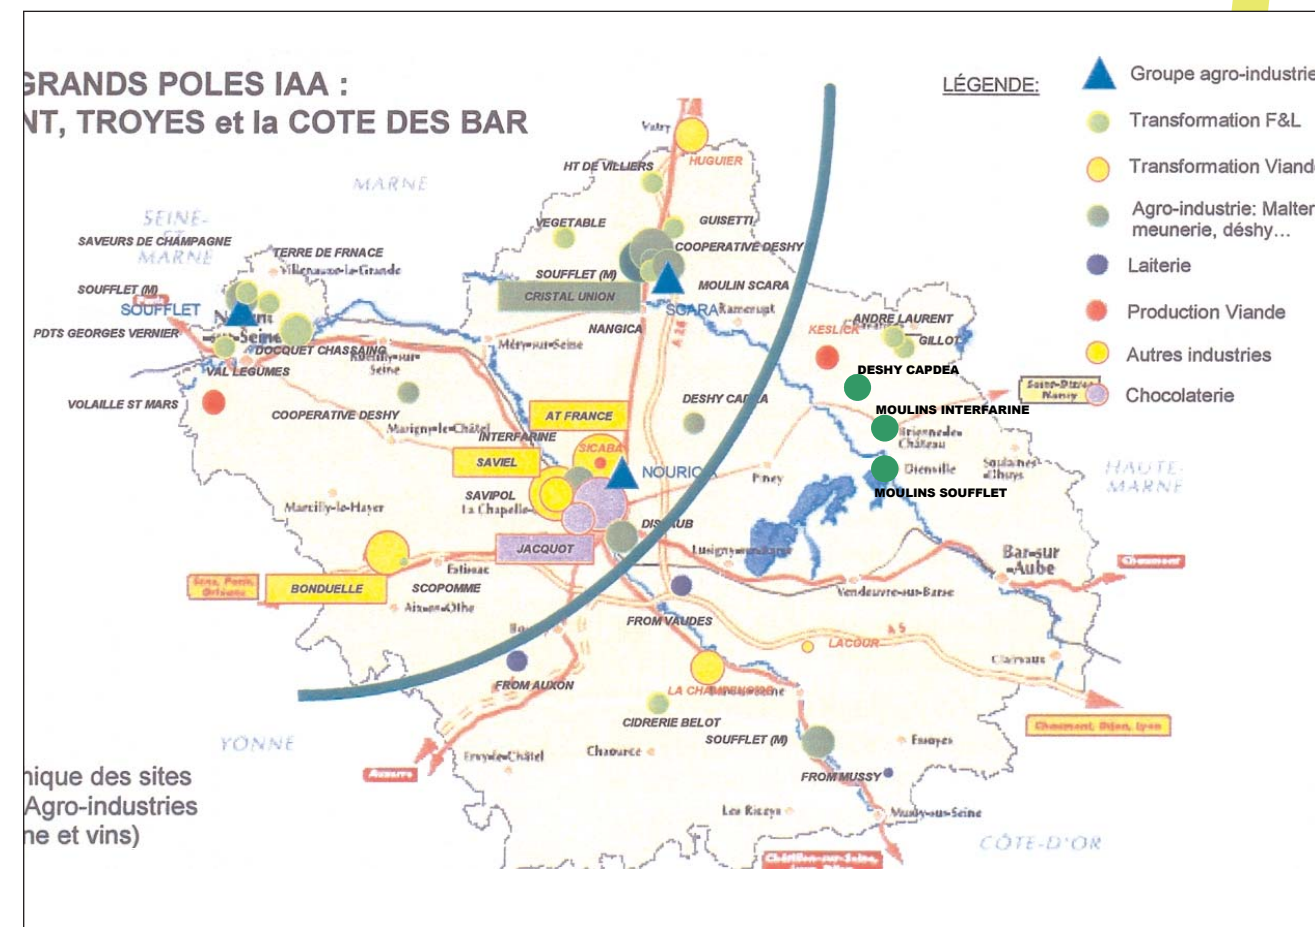 GRANDS POLES IAA :
NT, TROYES et la COTE DES BAR
LÉGENDE:
Groupe agro-industrie
Transformation F&L
Transformation Viand
Agro-industrie: Malter
meunerie, déshy...
Laiterie
Production Viande
Autres industries
Chocolaterie
MARNE
SEINE-
ET
MARNE
Vatry
HUGUIER
HT DE VILLIERS
VEGETABLE
GUISETTI
COOPERATIVE DESHY
SOUFFLET (M)
CRISTAL UNION
MOULIN SCARA
SCARA
Ramerupt
NANGICA
A 26
SAVEURS DE CHAMPAGNE
TERRE DE FRNACE
Villenauxe-la-Grande
SOUFFLET (M)
SOUFFLET
PDTS GEORGES VERNIER
DOCQUET CHASSAING
VAL LEGUMES
Méry-sur-Seine
VOLAILLE ST MARS
COOPERATIVE DESHY
Marigny-le-Châtel
ANDRE LAURENT
KESLICK
GILLOT
DESHY CAPDEA
MOULINS INTERFARINE
Brienne-le-
Château
Dienville
MOULINS SOUFFLET
Saint-Dizier
Nancy
Soulaines
-Dhuys
HAUTE-
MARNE
DESHY CAPDEA
AT FRANCE
INTERFARINE
SICABA
SAVIEL
NOURICIA
SAVIPOL
La Chapelle-
Marcilly-le-Hayer
Piney
DISLAUB
JACQUOT
Estissac
BONDUELLE
SCOPOMME
Aix-en-Othe
Sens, Paris,
Orléans
Bar-sur
-Aube
Chaumont
Vendeuvre-sur-Barse
FROM VAUDES
A 5
LACOUR
Clairvaux
FROM AUXON
CIDRERIE BELOT
SOUFFLET (M)
Chaumont, Dijon, Lyon
YONNE
Ervy-le-Châtel
Chaource
Essoyes
Auxerre
FROM MUSSY
Les Riceys
Mussy-sur-Seine
CÔTE-D'OR
Châtillon-sur-Seine,
nique des sites
Agro-industries
ne et vins)